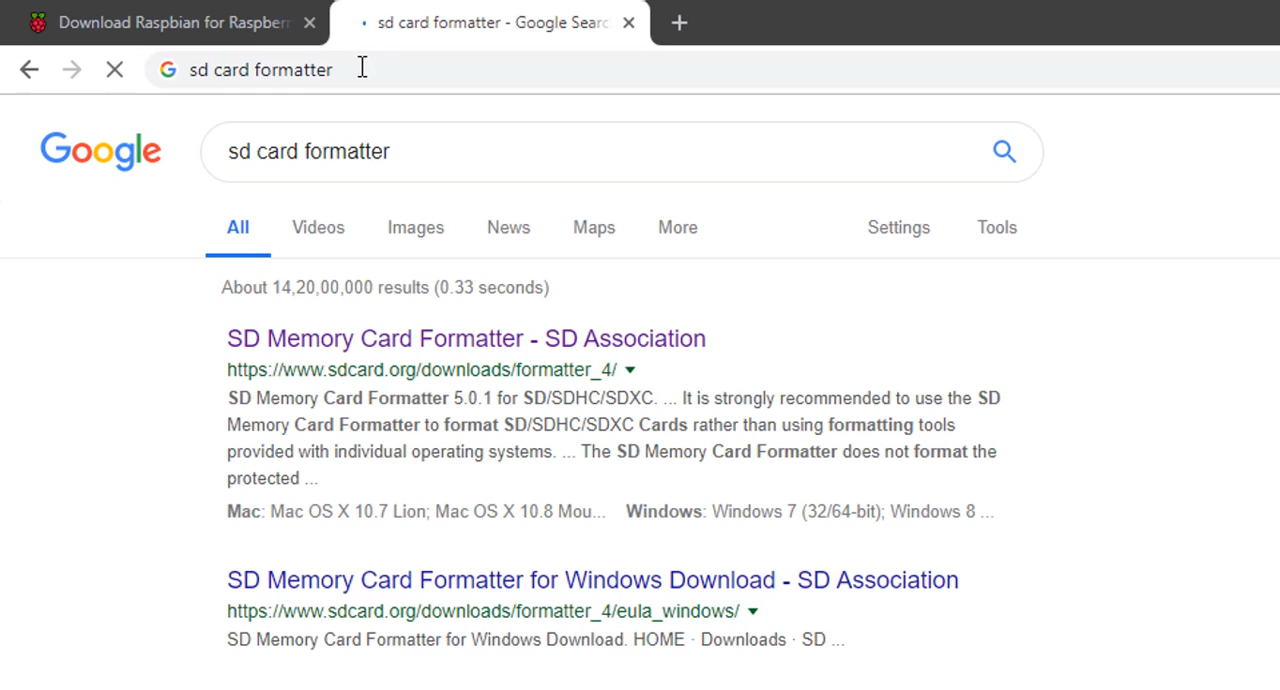 Download Raspbian for Raspberr
sd card formatter - Google Searc
sd card formatter
Google
sd card formatter
All Videos Images News Maps More Settings Tools
About 14,20,00,000 results (0.33 seconds)
SD Memory Card Formatter - SD Association
https://www.sdcard.org/downloads/formatter_4/
SD Memory Card Formatter 5.0.1 for SD/SDHC/SDXC. ... It is strongly recommended to use the SD
Memory Card Formatter to format SD/SDHC/SDXC Cards rather than using formatting tools
provided with individual operating systems. ... The SD Memory Card Formatter does not format the
protected ...
Mac: Mac OS X 10.7 Lion; Mac OS X 10.8 Mou... Windows: Windows 7 (32/64-bit); Windows 8 ...
SD Memory Card Formatter for Windows Download - SD Association
https://www.sdcard.org/downloads/formatter_4/eula_windows/
SD Memory Card Formatter for Windows Download. HOME · Downloads · SD ...